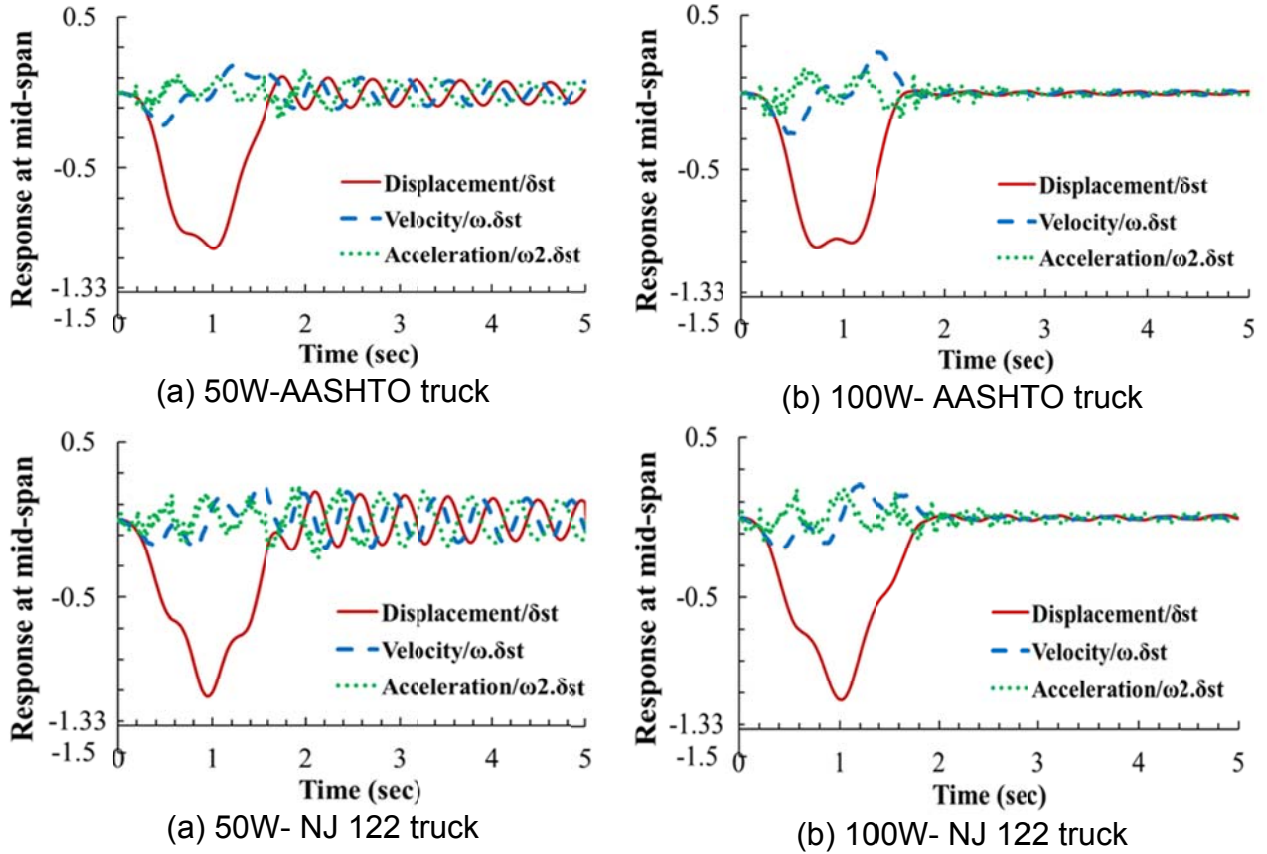 0.5
-0.5
-1.33
-1.5
Response at mid-span
Displacement/δst
Velocity/ω.δst
Acceleration/ω2.δst
0 1 2 3 4 5
Time (sec)
(a) 50W-AASHTO truck
0.5
-0.5
-1.33
-1.5
Response at mid-span
Displacement/δst
Velocity/ω.δst
Acceleration/ω2.δst
0 1 2 3 4 5
Time (sec)
(b) 100W- AASHTO truck
0.5
-0.5
-1.33
-1.5
Response at mid-span
Displacement/δst
Velocity/ω.δst
Acceleration/ω2.δst
0 1 2 3 4 5
Time (sec)
(a) 50W- NJ 122 truck
0.5
-0.5
-1.33
-1.5
Response at mid-span
Displacement/δst
Velocity/ω.δst
Acceleration/ω2.δst
0 1 2 3 4 5
Time (sec)
(b) 100W- NJ 122 truck